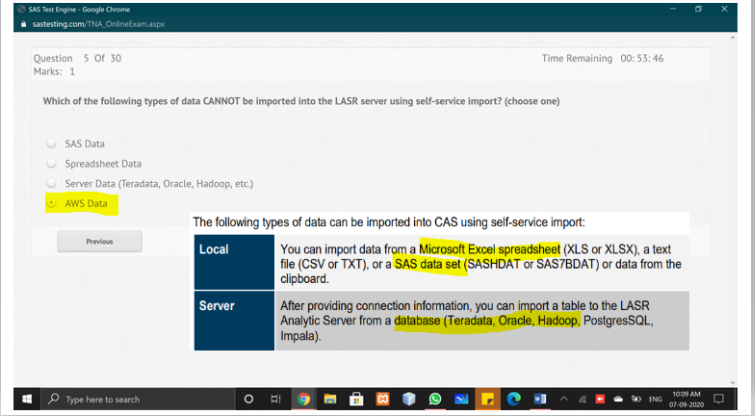 SAS Test Engine - Google Chrome
sastesting.com/TNA_OnlineExam.aspx
Question 5 Of 30
Time Remaining 00: 53: 46
Marks: 1
Which of the following types of data CANNOT be imported into the LASR server using self-service import? (choose one)
SAS Data
Spreadsheet Data
Server Data (Teradata, Oracle, Hadoop, etc.)
AWS Data
Previous
The following types of data can be imported into CAS using self-service import:
Local
You can import data from a Microsoft Excel spreadsheet (XLS or XLSX), a text
file (CSV or TXT), or a SAS data set (SASHDAT or SAS7BDAT) or data from the
clipboard.
Server
After providing connection information, you can import a table to the LASR
Analytic Server from a database (Teradata, Oracle, Hadoop, PostgresSQL,
Impala).
Type here to search
ENG
10:09 AM
07-09-2020